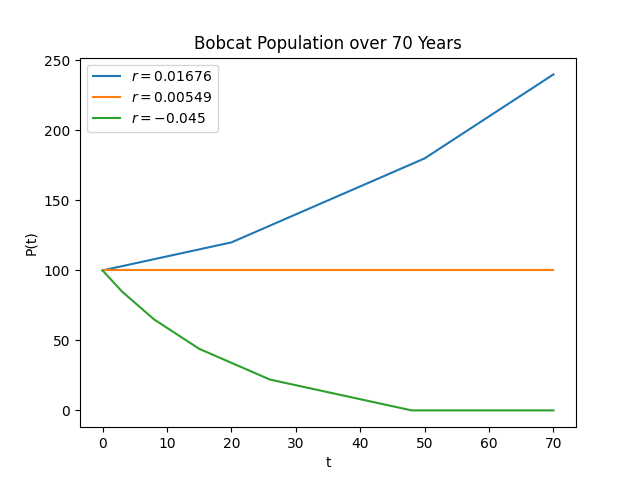 Bobcat Population over 70 Years
r = 0.01676
r = 0.00549
r = −0.045
P(t)
250
200
150
100
50
0
0 10 20 30 40 50 60 70
t